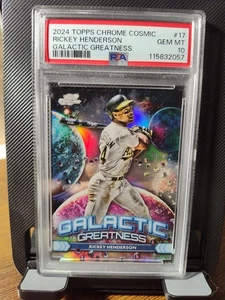 2024 TOPPS CHROME COSMIC #17
RICKEY HENDERSON GEM MT
GALACTIC GREATNESS 10
PSA 115832057
GALACTIC
GREATNESS
RICKEY HENDERSON